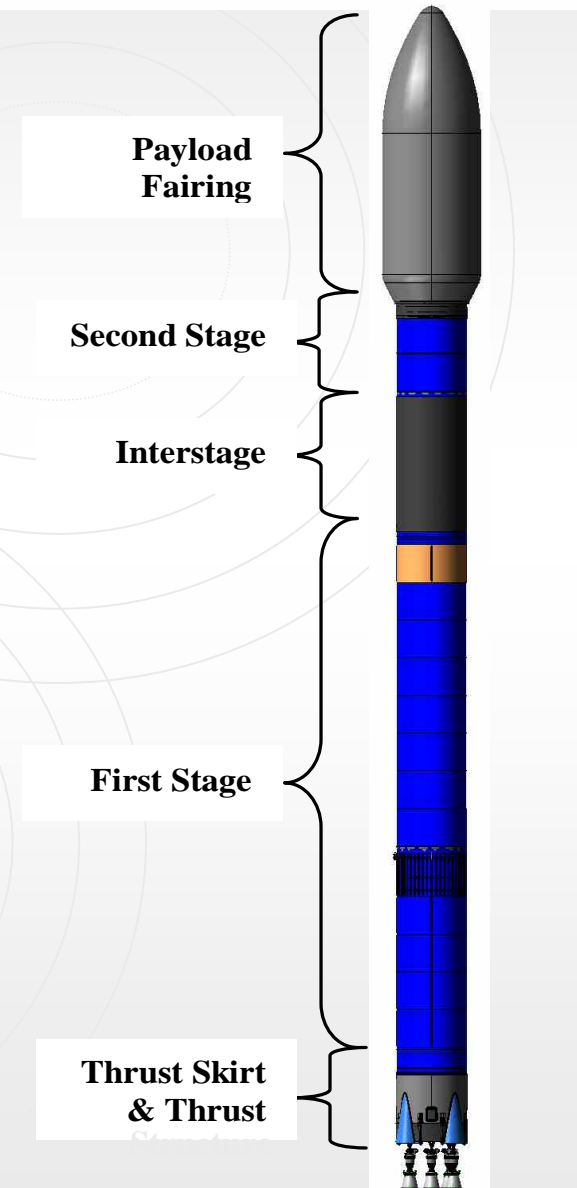 Payload
Fairing
Second Stage
Interstage
First Stage
Thrust Skirt
& Thrust